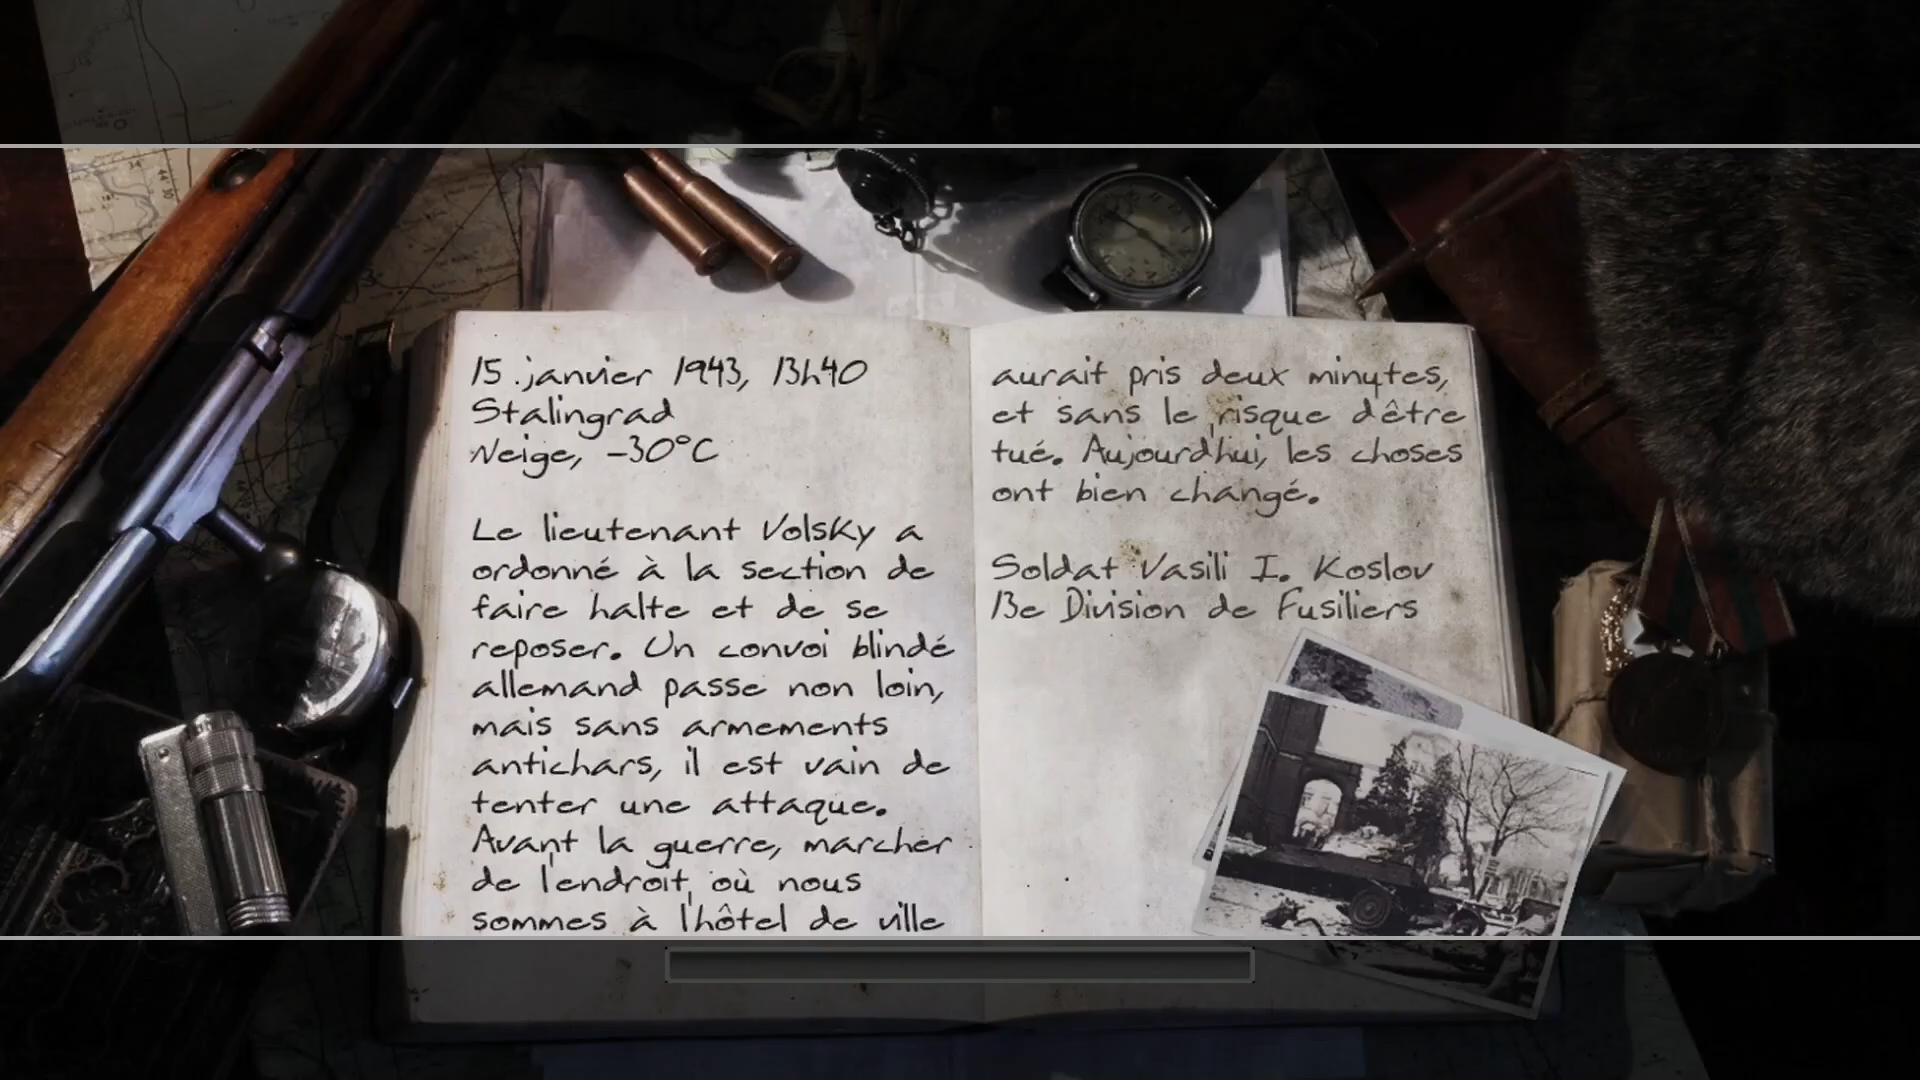 15 janvier 1943, 13h40
Stalingrad
Neige, -30°C
Le lieutenant Volsky a
ordonné à la section de
faire halte et de se
reposer. Un convoi blindé
allemand passe non loin,
mais sans armements
antichars, il est vain de
tenter une attaque.
Avant la guerre, marcher
de l'endroit où nous
sommes à l'hôtel de ville
aurait pris deux minutes,
et sans le risque d'être
tué. Aujourd'hui, les choses
ont bien changé.
Soldat Vasili I. Koslov
13e Division de Fusiliers